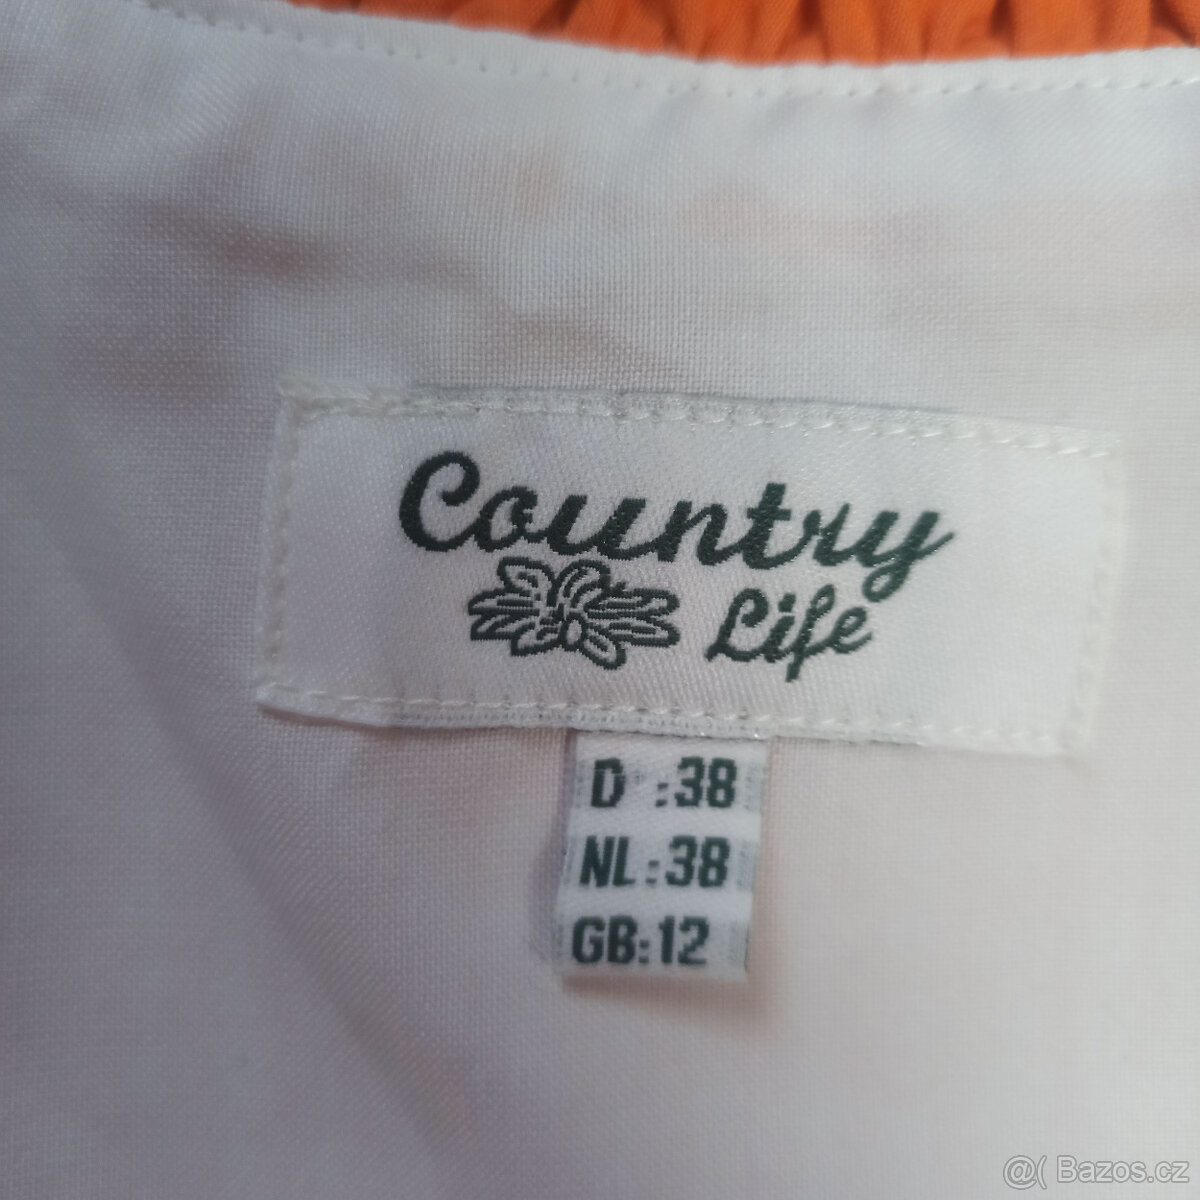 Country
Life
D :38
NL:38
GB:12
@( Bazos.cz